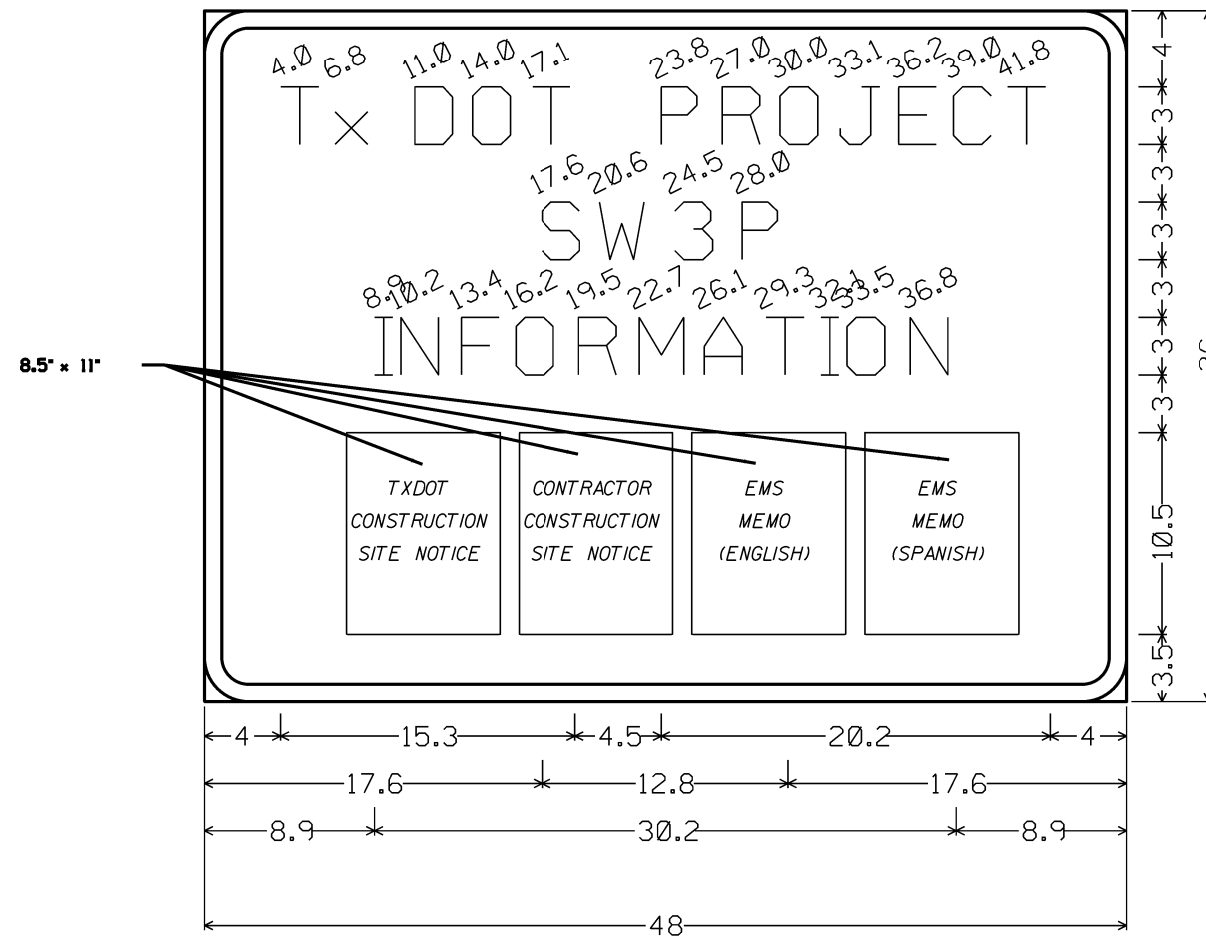 4.0 6.8 11.0 14.0 17.1 23.8 27.0 30.0 33.1 36.2 39.0 41.8
Tx DOT PROJECT
17.6 20.6 24.5 28.0
SW3P
8.9 10.2 13.4 16.2 19.5 22.7 26.1 29.3 32.1 33.5 36.8
INFORMATION
8.5" x 11"
TXDOT
CONSTRUCTION
SITE NOTICE
CONTRACTOR
CONSTRUCTION
SITE NOTICE
EMS
MEMO
(ENGLISH)
EMS
MEMO
(SPANISH)
4
3
3
3
3
3
3
10.5
3.5
4 15.3 4.5 20.2 4
17.6 12.8 17.6
8.9 30.2 8.9
48